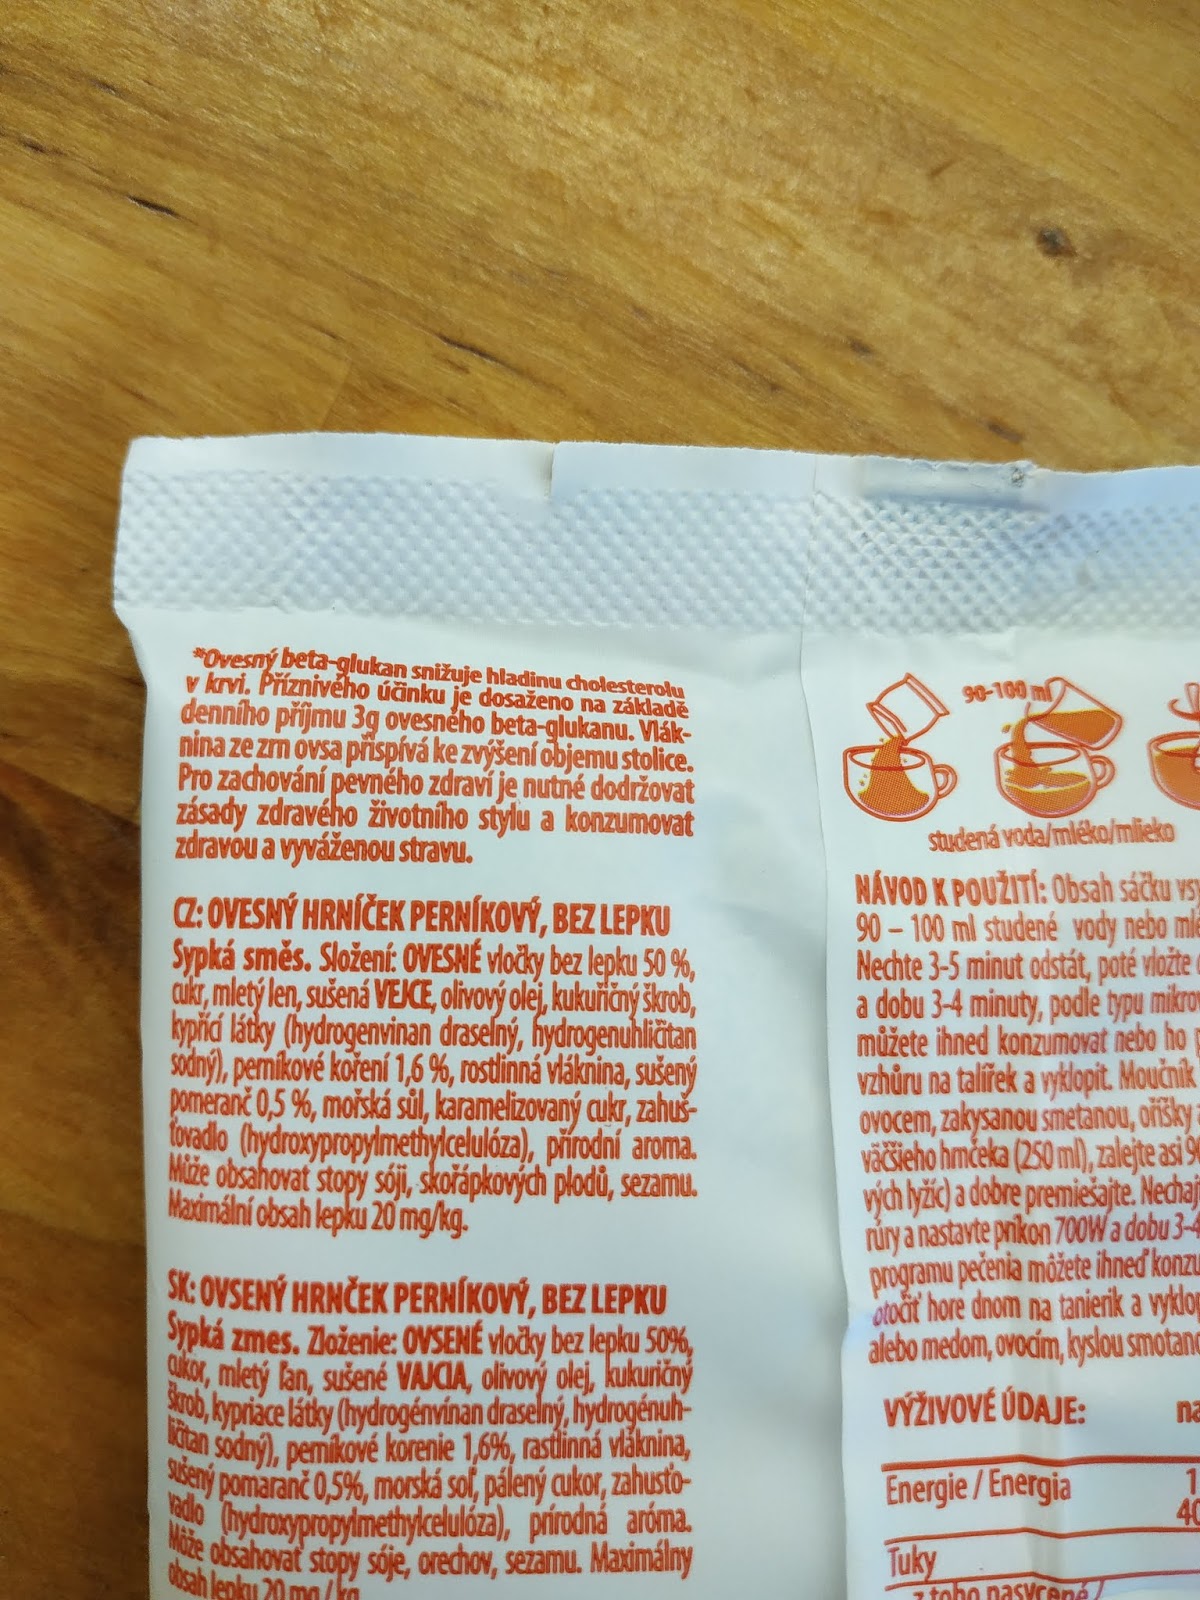 *Ovesný beta-glukan snižuje hladinu cholesterolu
v krvi. Příznivého účinku je dosaženo na základě
denního příjmu 3g ovesného beta-glukanu. Vlák-
nina ze zrn ovsa přispívá ke zvýšení objemu stolice.
Pro zachování pevného zdraví je nutné dodržovat
zásady zdravého životního stylu a konzumovat
zdravou a vyváženou stravu.
CZ: OVESNÝ HRNÍČEK PERNÍKOVÝ, BEZ LEPKU
Sypká směs. Složení: OVESNÉ vločky bez lepku 50 %,
cukr, mletý len, sušená VEJCE, olivový olej, kukuřičný škrob,
kypřící látky (hydrogenvinan draselný, hydrogenuhličitan
sodný), perníkové koření 1,6 %, rostlinná vláknina, sušený
pomeranč 0,5 %, mořská sůl, karamelizovaný cukr, zahuš-
ťovadlo (hydroxypropylmethylcelulóza), přírodní aroma.
Může obsahovat stopy sóji, skořápkových plodů, sezamu.
Maximální obsah lepku 20 mg/kg.
SK: OVSENÝ HRNČEK PERNÍKOVÝ, BEZ LEPKU
Sypká zmes. Zloženie: OVSENÉ vločky bez lepku 50%,
cukor, mletý ľan, sušené VAJCIA, olivový olej, kukuričný
škrob, kypriace látky (hydrogénvínan draselný, hydrogénuh-
ličitan sodný), perníkové korenie 1,6%, rastlinná vláknina,
sušený pomaranč 0,5%, morská soľ, pálený cukor, zahusťo-
vadlo (hydroxypropylmethylcelulóza), prírodná aróma.
Môže obsahovať stopy sóje, orechov, sezamu. Maximálny
obsah lepku 20 mg / kg
90-100 ml
studená voda/mléko/mlieko
NÁVOD K POUŽITÍ: Obsah sáčku
90 – 100 ml studené vody nebo
Nechte 3-5 minut odstát, poté vložte
a dobu 3-4 minuty, podle typu
můžete ihned konzumovat nebo ho
vzhůru na talířek a vyklopit. Moučník
ovocem, zakysanou smetanou, oříšky
väčšieho hrnčeka (250 ml), zalejte asi
vých lyžíc) a dobre premiešajte.
rúry a nastavte príkon 700W a dobu 3-4
programu pečenia môžete ihneď
otočiť hore dnom na tanierik a
alebo medom, ovocím, kyslou
VÝŽIVOVÉ ÚDAJE:
Energie / Energia
Tuky
z toho nasycené /